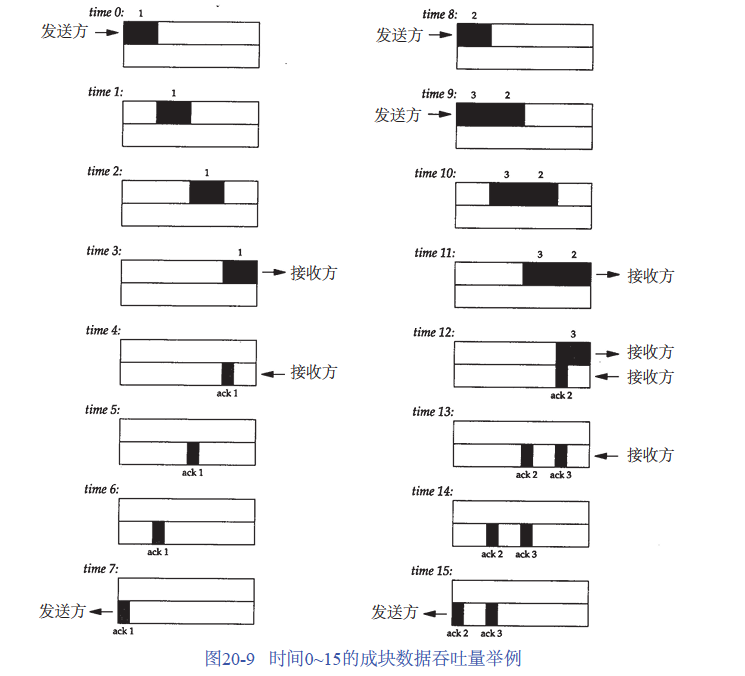 time 0:
1
发送方
time 1:
1
time 2:
1
time 3:
1
接收方
time 4:
接收方
ack 1
time 5:
ack 1
time 6:
ack 1
time 7:
发送方
ack 1
time 8:
2
发送方
time 9:
3 2
发送方
time 10:
3 2
time 11:
3 2
接收方
time 12:
3
接收方
接收方
ack 2
time 13:
接收方
ack 2 ack 3
time 14:
ack 2 ack 3
time 15:
发送方
ack 2 ack 3
图20-9 时间0~15的成块数据吞吐量举例